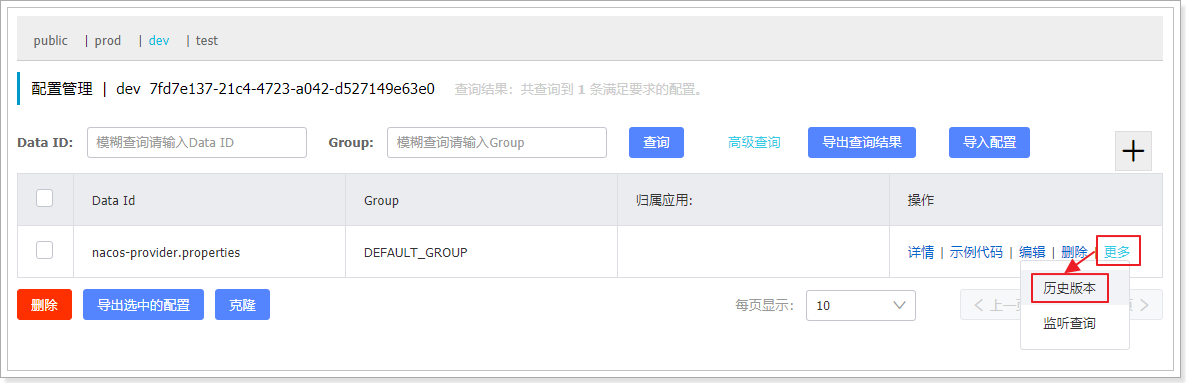 public | prod | dev | test
配置管理 | dev 7fd7e137-21c4-4723-a042-d527149e63e0 查询结果：共查询到 1 条满足要求的配置。
Data ID: 模糊查询请输入Data ID Group: 模糊查询请输入Group 查询 高级查询 导出查询结果 导入配置
Data Id Group 归属应用: 操作
nacos-provider.properties DEFAULT_GROUP 详情 | 示例代码 | 编辑 | 删除 | 更多
历史版本
删除 导出选中的配置 克隆 每页显示: 10 上一
监听查询